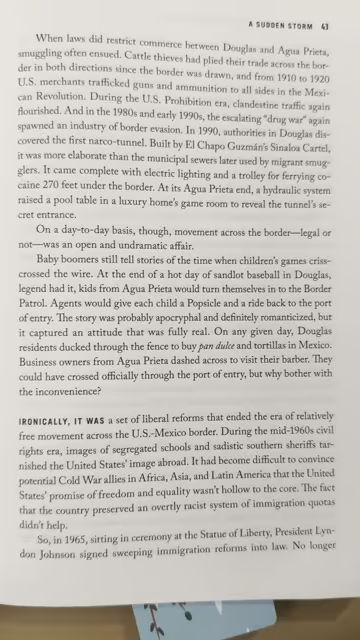 A SUDDEN STORM 43
When laws did restrict commerce between Douglas and Agua Prieta,
smuggling often ensued. Cattle thieves had plied their trade across the bor-
der in both directions since the border was drawn, and from 1910 to 1920
U.S. merchants trafficked guns and ammunition to all sides in the Mexi-
can Revolution. During the U.S. Prohibition era, clandestine traffic again
flourished. And in the 1980s and early 1990s, the escalating "drug war" again
spawned an industry of border evasion. In 1990, authorities in Douglas dis-
covered the first narco-tunnel. Built by El Chapo Guzmán's Sinaloa Cartel,
it was more elaborate than the municipal sewers later used by migrant smug-
glers. It came complete with electric lighting and a trolley for ferrying co-
caine 270 feet under the border. At its Agua Prieta end, a hydraulic system
raised a pool table in a luxury home's game room to reveal the tunnel's se-
cret entrance.
On a day-to-day basis, though, movement across the border—legal or
not—was an open and undramatic affair.
Baby boomers still tell stories of the time when children's games criss-
crossed the wire. At the end of a hot day of sandlot baseball in Douglas,
legend had it, kids from Agua Prieta would turn themselves in to the Border
Patrol. Agents would give each child a Popsicle and a ride back to the port
of entry. The story was probably apocryphal and definitely romanticized, but
it captured an attitude that was fully real. On any given day, Douglas
residents ducked through the fence to buy pan dulce and tortillas in Mexico.
Business owners from Agua Prieta dashed across to visit their barber. They
could have crossed officially through the port of entry, but why bother with
the inconvenience?
IRONICALLY, IT WAS a set of liberal reforms that ended the era of relatively
free movement across the U.S.-Mexico border. During the mid-1960s civil
rights era, images of segregated schools and sadistic southern sheriffs tar-
nished the United States' image abroad. It had become difficult to convince
potential Cold War allies in Africa, Asia, and Latin America that the United
States' promise of freedom and equality wasn't hollow to the core. The fact
that the country preserved an overtly racist system of immigration quotas
didn't help.
So, in 1965, sitting in ceremony at the Statue of Liberty, President Lyn-
don Johnson signed sweeping immigration reforms into law. No longer